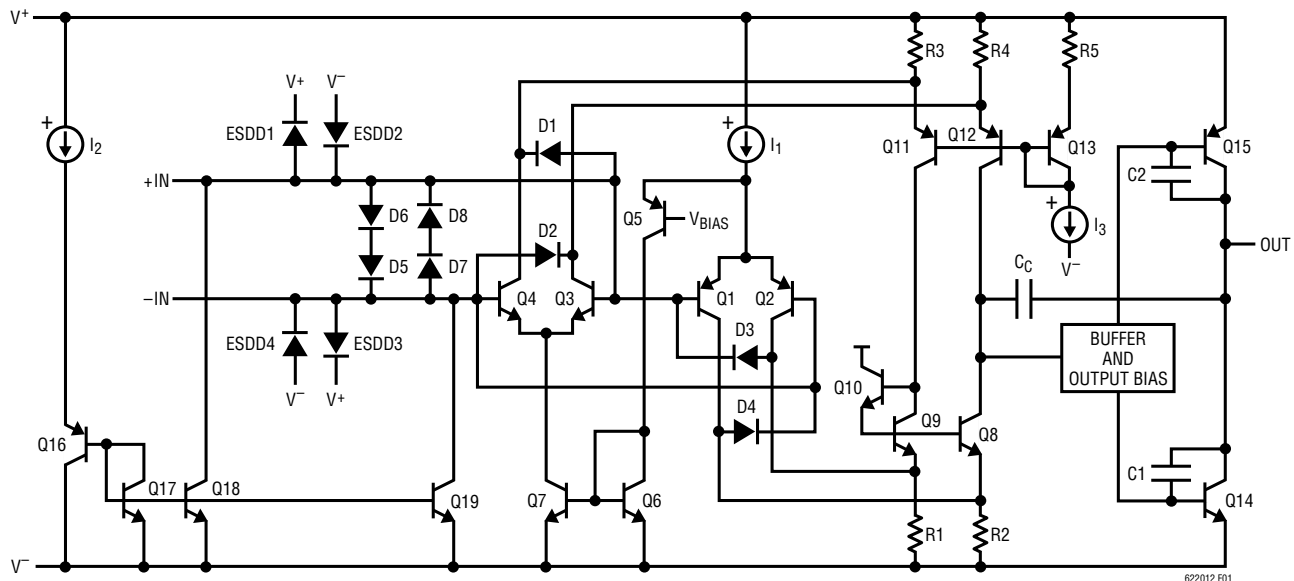 V+
R3
R4
R5
V+
V−
+
I2
ESDD1
ESDD2
D1
+
I1
Q11
Q12
Q13
Q15
C2
+IN
D6
D8
Q5
VBIAS
+
I3
D2
OUT
D5
D7
V−
CC
−IN
Q4
Q3
Q1
Q2
ESDD4
ESDD3
D3
BUFFER
AND
OUTPUT BIAS
V−
V+
Q10
D4
Q9
Q8
Q16
C1
Q17
Q18
Q19
Q7
Q6
Q14
R1
R2
V−
622012 F01